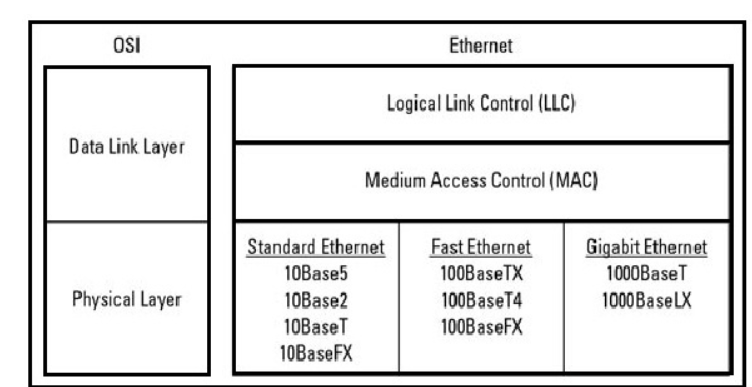 OSI
Ethernet
Data Link Layer
Logical Link Control (LLC)
Medium Access Control (MAC)
Physical Layer
Standard Ethernet
10Base5
10Base2
10BaseT
10BaseFX
Fast Ethernet
100BaseTX
100BaseT4
100BaseFX
Gigabit Ethernet
1000BaseT
1000BaseLX